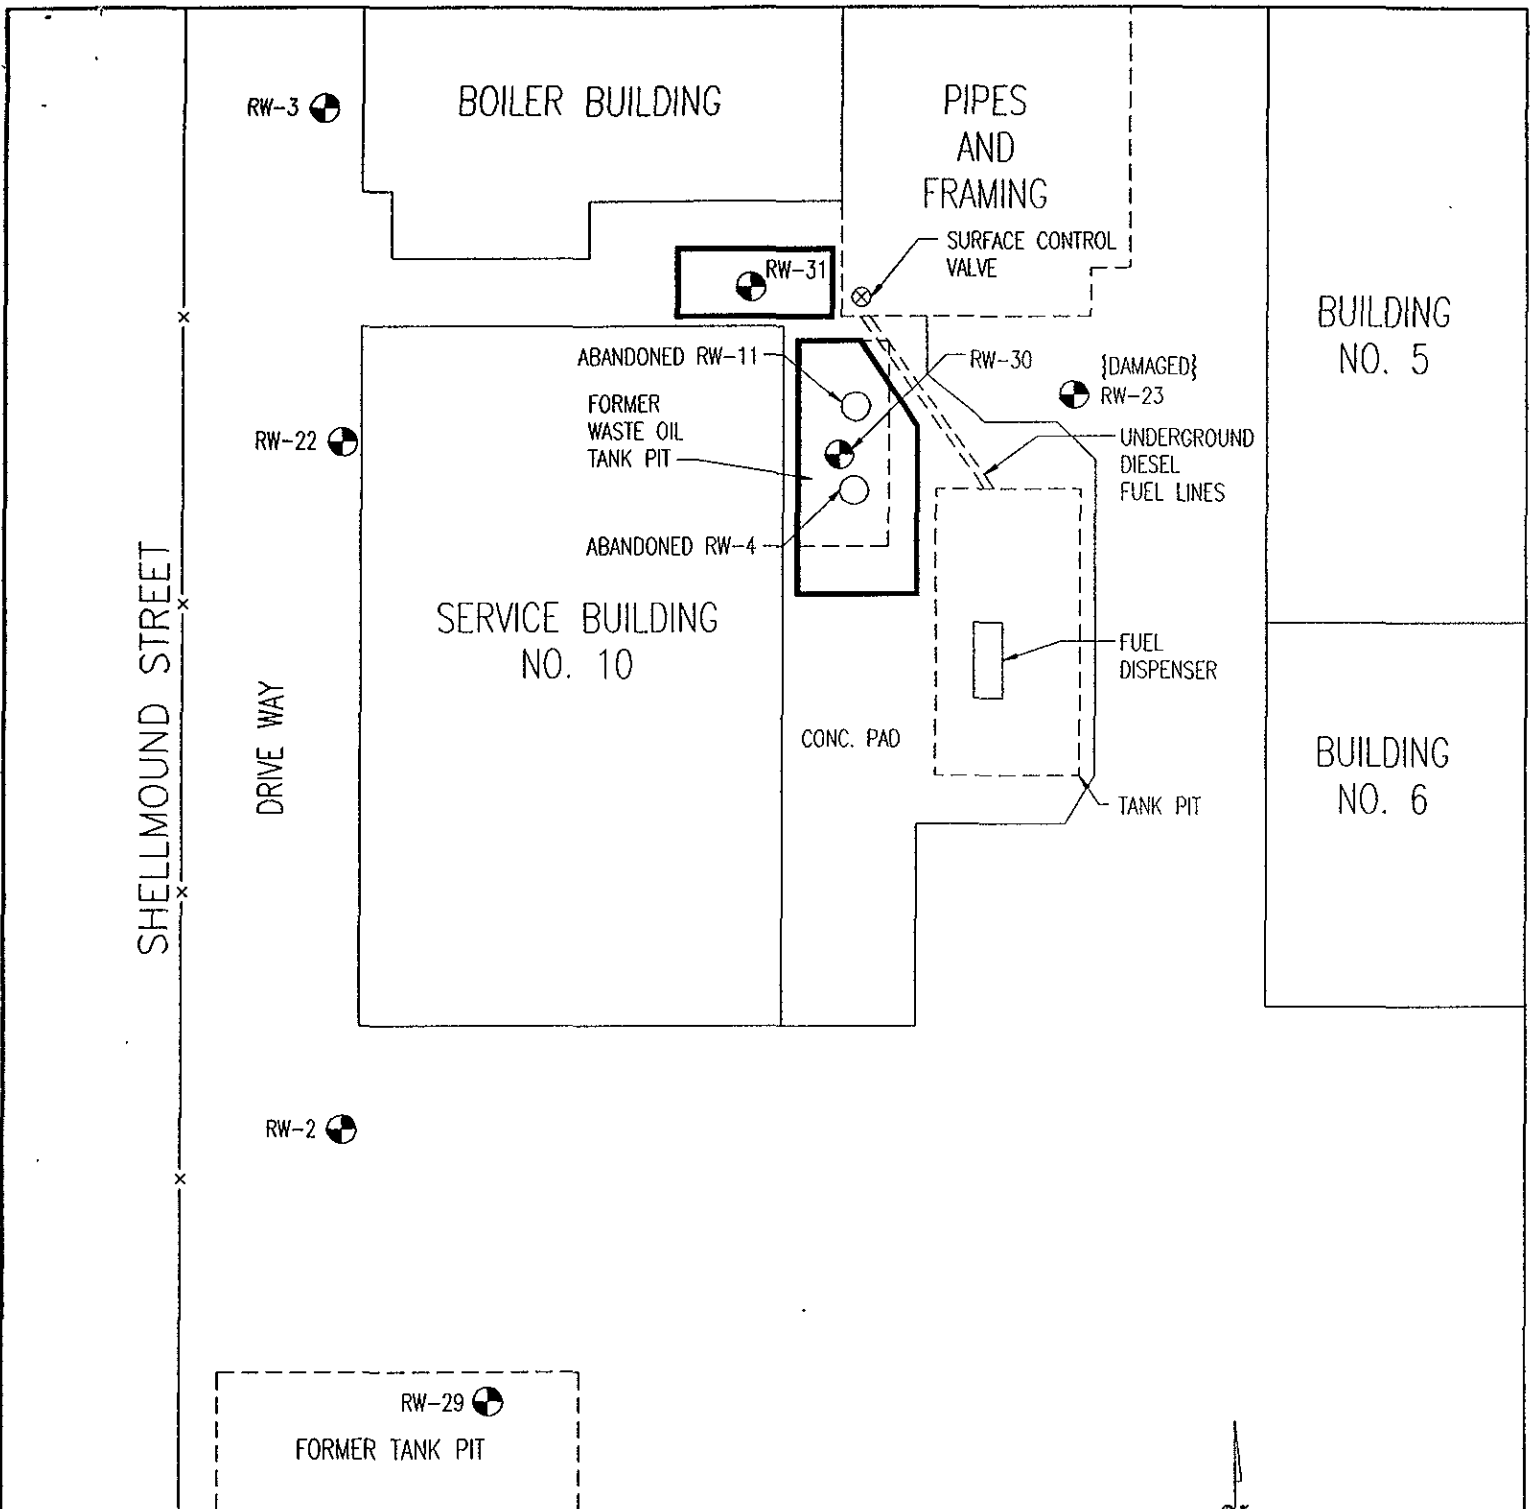 RW-3
BOILER BUILDING
PIPES
AND
FRAMING
SURFACE CONTROL
VALVE
RW-31
BUILDING
NO. 5
ABANDONED RW-11
RW-30
{DAMAGED}
RW-23
FORMER
WASTE OIL
TANK PIT
RW-22
UNDERGROUND
DIESEL
FUEL LINES
ABANDONED RW-4
SHELLMOUND STREET
DRIVE WAY
SERVICE BUILDING
NO. 10
FUEL
DISPENSER
CONC. PAD
BUILDING
NO. 6
TANK PIT
RW-2
RW-29
FORMER TANK PIT